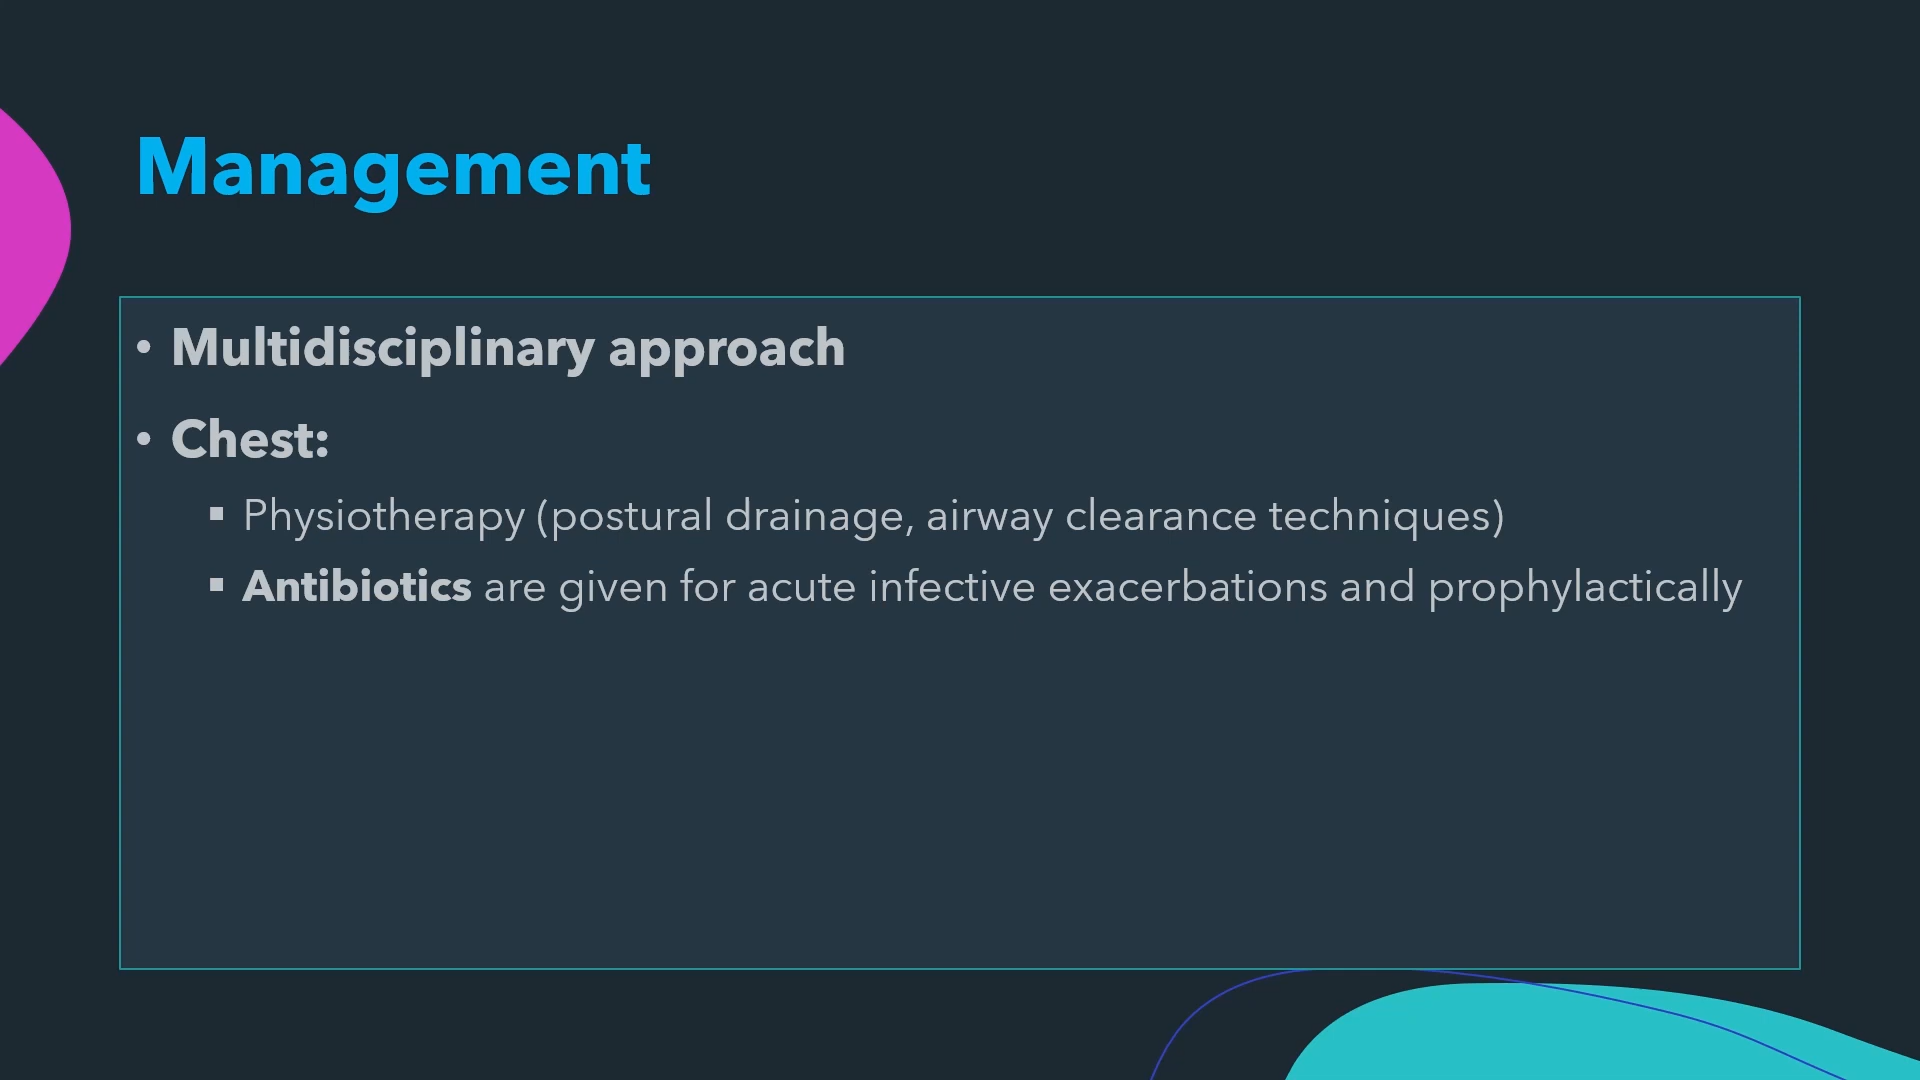 Management
• Multidisciplinary approach
• Chest:
▪ Physiotherapy (postural drainage, airway clearance techniques)
▪ Antibiotics are given for acute infective exacerbations and prophylactically